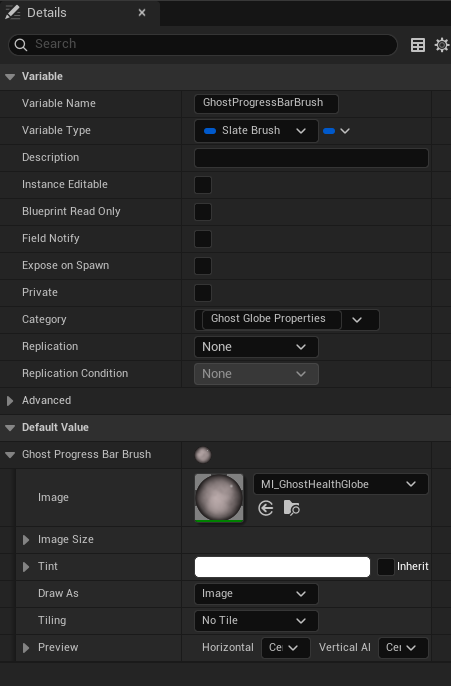 Details
Search
Variable
Variable Name GhostProgressBarBrush
Variable Type Slate Brush
Description
Instance Editable
Blueprint Read Only
Field Notify
Expose on Spawn
Private
Category Ghost Globe Properties
Replication None
Replication Condition None
Advanced
Default Value
Ghost Progress Bar Brush
Image MI_GhostHealthGlobe
Image Size
Tint Inherit
Draw As Image
Tiling No Tile
Preview Horizontal Ce Vertical Al Cei